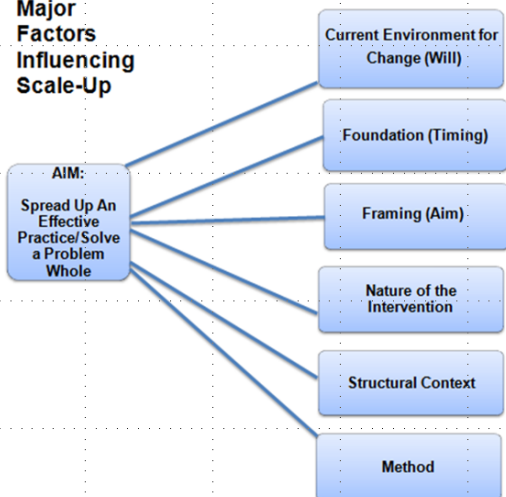 Major
Factors
Influencing
Scale-Up
AIM:
Spread Up An
Effective
Practice/Solve
a Problem
Whole
Current Environment for
Change (Will)
Foundation (Timing)
Framing (Aim)
Nature of the
Intervention
Structural Context
Method